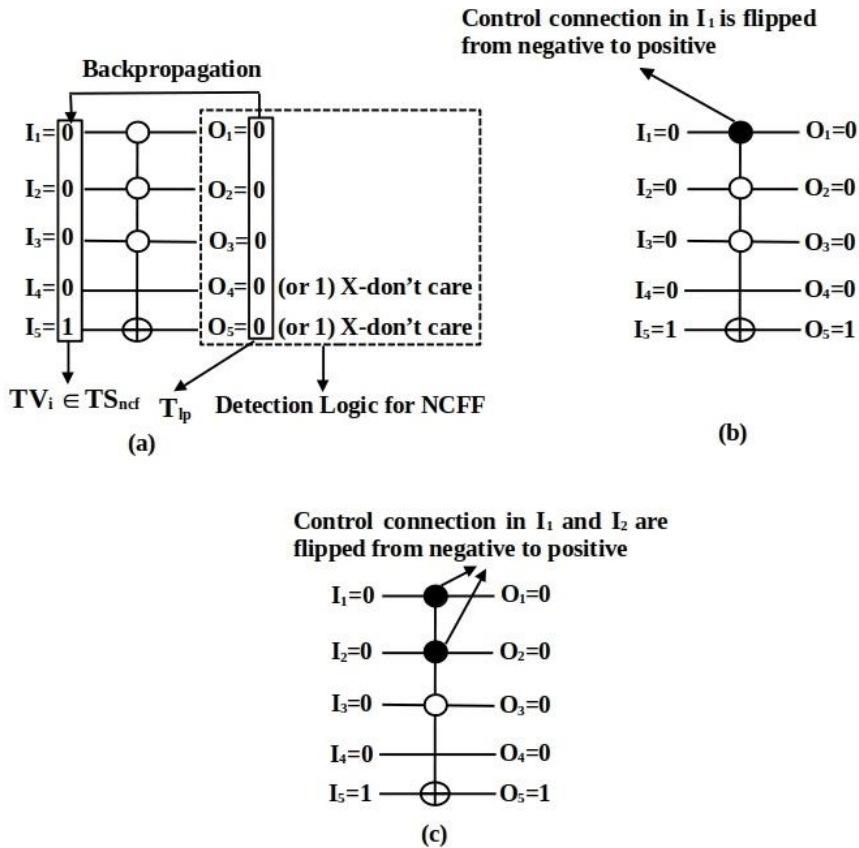 Backpropagation
I₁=0 O₁=0
I₂=0 O₂=0
I₃=0 O₃=0
I₄=0 O₄=0 (or 1) X-don’t care
I₅=1 O₅=0 (or 1) X-don’t care
TVᵢ ∈ TSncf Tlp Detection Logic for NCFF
(a)
Control connection in I₁ is flipped
from negative to positive
I₁=0 O₁=0
I₂=0 O₂=0
I₃=0 O₃=0
I₄=0 O₄=0
I₅=1 O₅=1
(b)
Control connection in I₁ and I₂ are
flipped from negative to positive
I₁=0 O₁=0
I₂=0 O₂=0
I₃=0 O₃=0
I₄=0 O₄=0
I₅=1 O₅=1
(c)